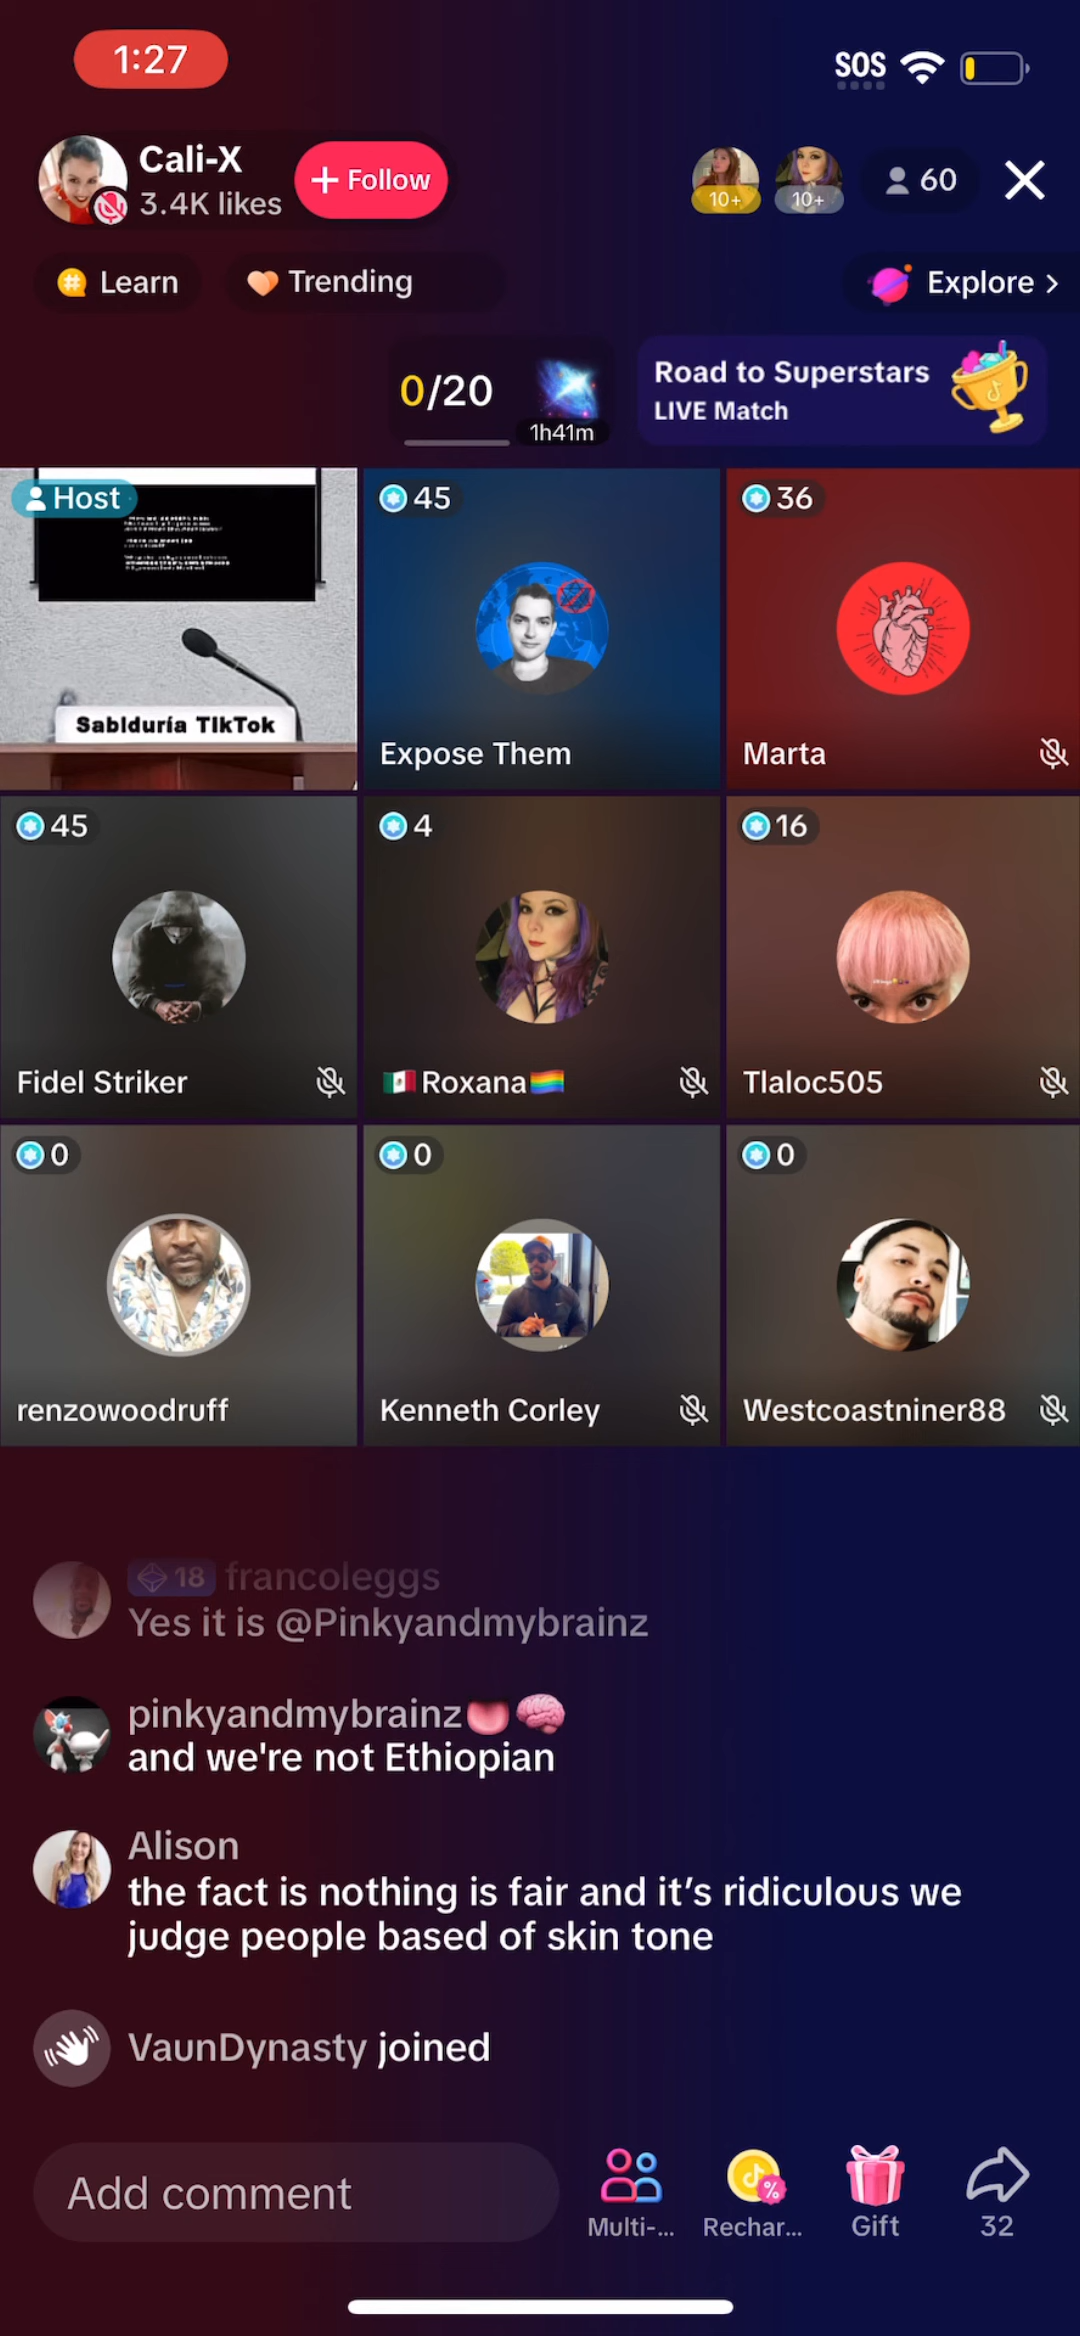 1:27
SOS
Cali-X
3.4K likes
+ Follow
10+
10+
60
Learn
Trending
Explore >
0/20
1h41m
Road to Superstars
LIVE Match
Host
Sabiduría TikTok
45
Expose Them
36
Marta
45
Fidel Striker
4
🇲🇽Roxana🏳️‍🌈
16
Tlaloc505
0
renzowoodruff
0
Kenneth Corley
0
Westcoastniner88
18 francoleggs
Yes it is @Pinkyandmybrainz
pinkyandmybrainz👅🧠
and we're not Ethiopian
Alison
the fact is nothing is fair and it’s ridiculous we
judge people based of skin tone
VaunDynasty joined
Add comment
Multi-...
Rechar...
Gift
32